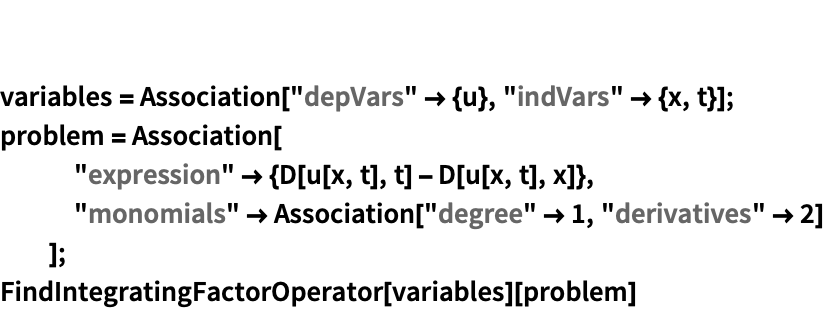 variables = Association["depVars" → {u}, "indVars" → {x, t}];
problem = Association[
"expression" → {D[u[x, t], t] – D[u[x, t], x]},
"monomials" → Association["degree" → 1, "derivatives" → 2]
];
FindIntegratingFactorOperator[variables][problem]